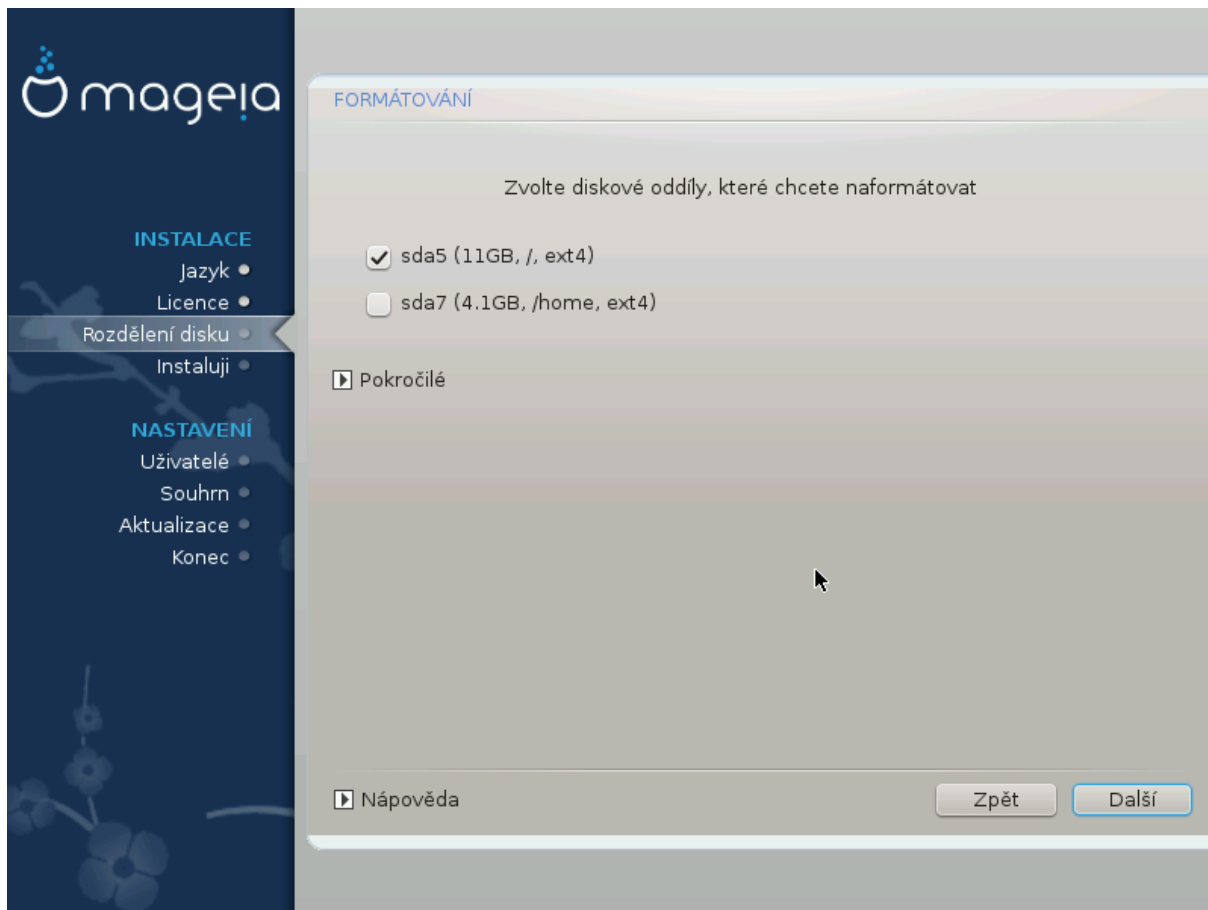 mageia
INSTALACE
Jazyk
Licence
Rozdělení disku
Instaluji
NASTAVENÍ
Uživatelé
Souhrn
Aktualizace
Konec
FORMÁTOVÁNÍ
Zvolte diskové oddíly, které chcete naformátovat
sda5 (11GB, /, ext4)
sda7 (4.1GB, /home, ext4)
Pokročilé
Nápověda
Zpět
Další